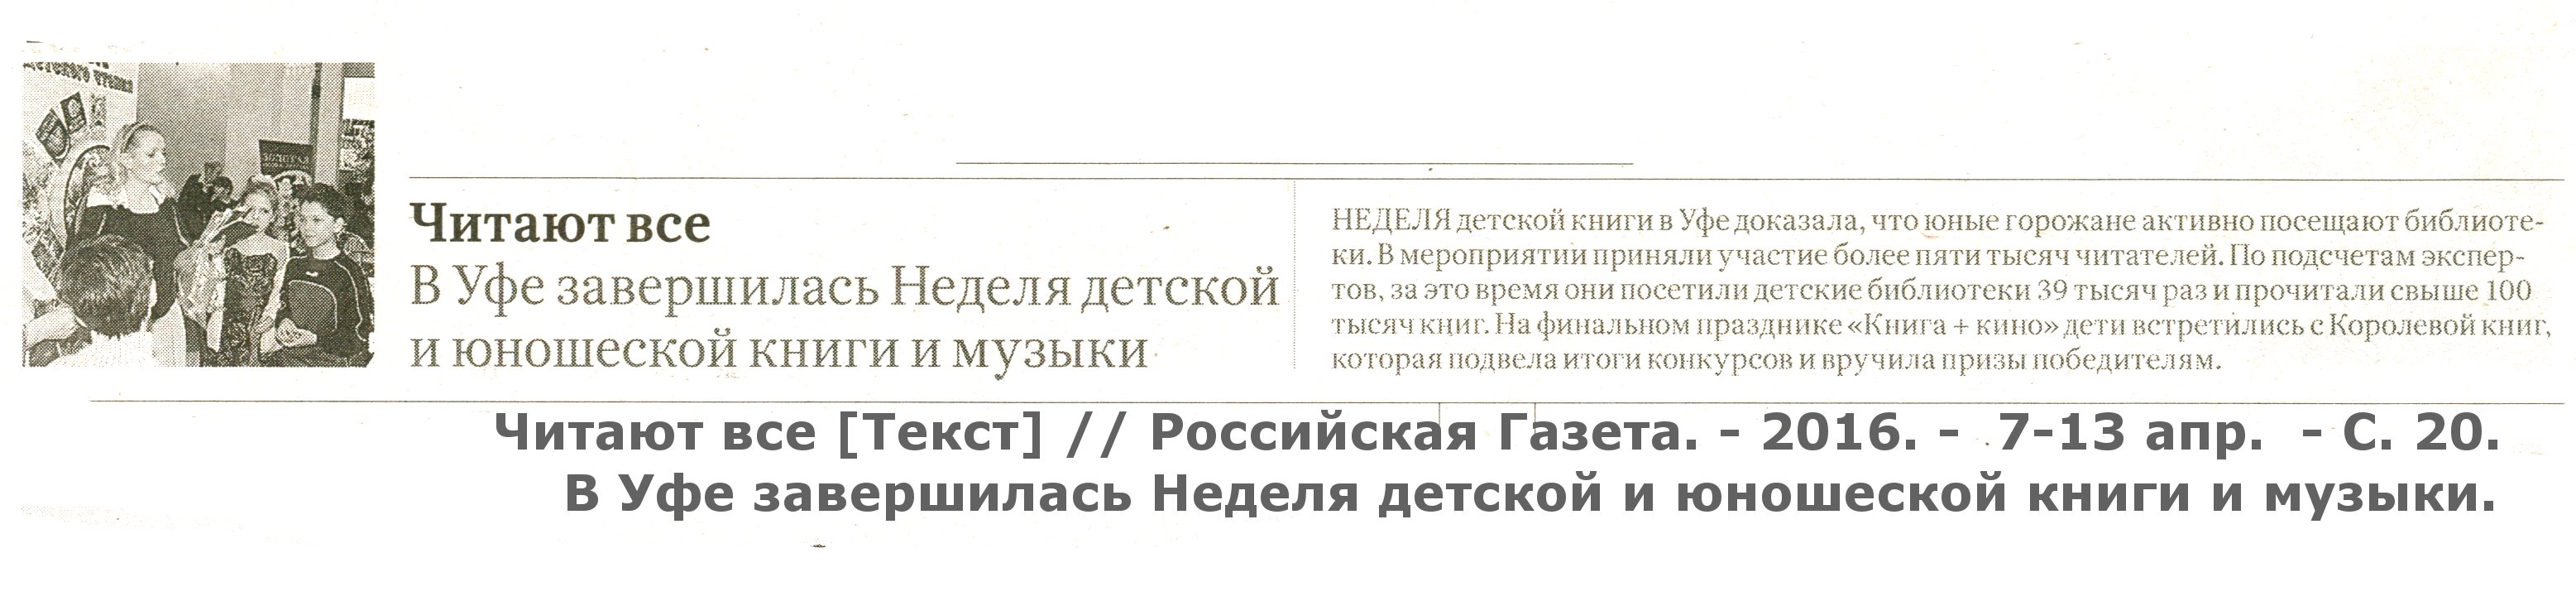 детского чтения
ЗОЛОТАЯ
Читают все
В Уфе завершилась Неделя детской
и юношеской книги и музыки
НЕДЕЛЯ детской книги в Уфе доказала, что юные горожане активно посещают библиоте-
ки. В мероприятии приняли участие более пяти тысяч читателей. По подсчетам экспер-
тов, за это время они посетили детские библиотеки 39 тысяч раз и прочитали свыше 100
тысяч книг. На финальном празднике «Книга + кино» дети встретились с Королевой книг,
которая подвела итоги конкурсов и вручила призы победителям.
Читают все [Текст] // Российская Газета. - 2016. - 7-13 апр. - С. 20.
В Уфе завершилась Неделя детской и юношеской книги и музыки.